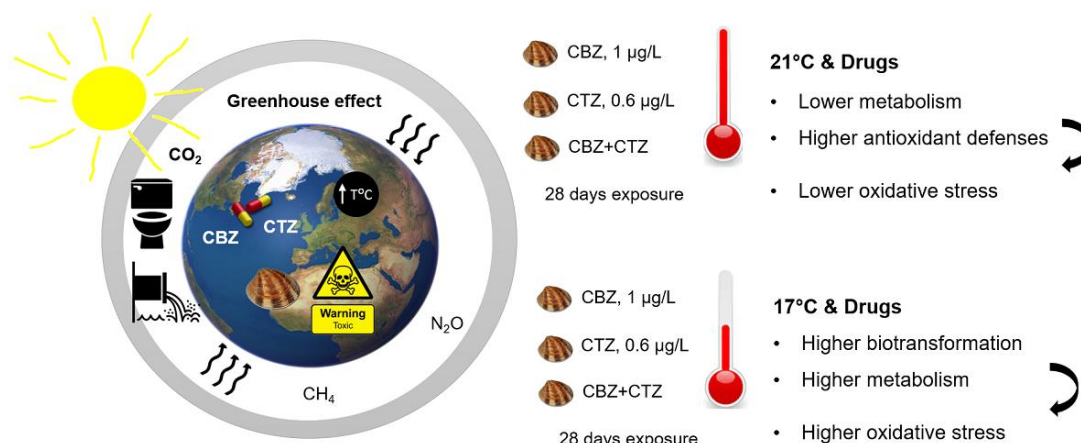 Greenhouse effect
CO₂
↑ T°C
CBZ
CTZ
Warning
Toxic
N₂O
CH₄
CBZ, 1 µg/L
CTZ, 0.6 µg/L
CBZ+CTZ
28 days exposure
21°C & Drugs
• Lower metabolism
• Higher antioxidant defenses
• Lower oxidative stress
CBZ, 1 µg/L
CTZ, 0.6 µg/L
CBZ+CTZ
28 days exposure
17°C & Drugs
• Higher biotransformation
• Higher metabolism
• Higher oxidative stress